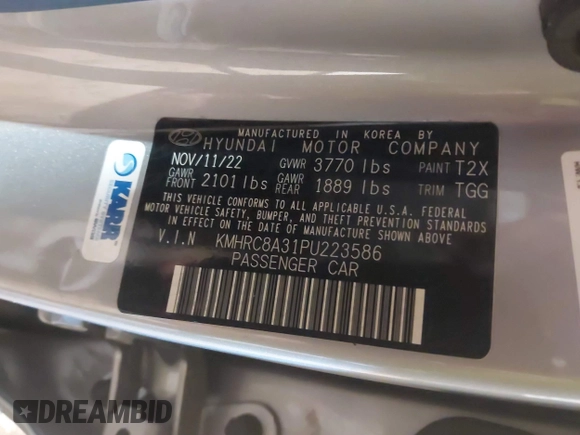 MANUFACTURED IN KOREA BY
HYUNDAI MOTOR COMPANY
NOV/11/22 GVWR 3770 lbs PAINT T2X
GAWR FRONT 2101 lbs GAWR REAR 1889 lbs TRIM TGG
THIS VEHICLE CONFORMS TO ALL APPLICABLE U.S.A. FEDERAL
MOTOR VEHICLE SAFETY, BUMPER, AND THEFT PREVENTION STANDARDS
IN EFFECT ON THE DATE OF MANUFACTURE SHOWN ABOVE.
V.I.N KMHRC8A31PU223586
PASSENGER CAR
KARR
DREAMBID